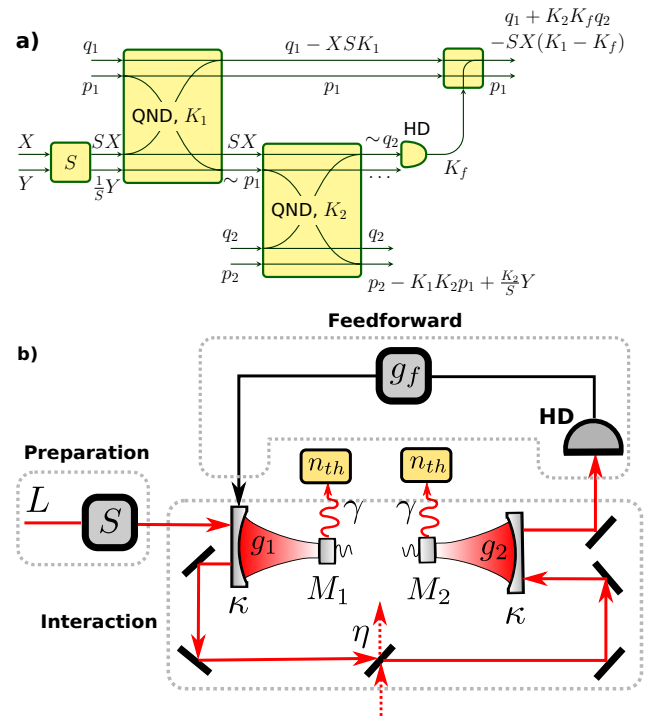 a)
q₁
q₁ − XSK₁
q₁ + K₂K_f q₂
−SX(K₁ − K_f)
p₁
p₁
p₁
QND, K₁
HD
X
SX
SX
∼q₂
S
K_f
Y
1/S Y
∼ p₁
...
QND, K₂
q₂
q₂
p₂
p₂ − K₁K₂p₁ + K₂/S Y
Feedforward
b)
g_f
HD
Preparation
n_th
n_th
L
S
γ
γ
g₁
g₂
M₁
M₂
κ
κ
Interaction
η